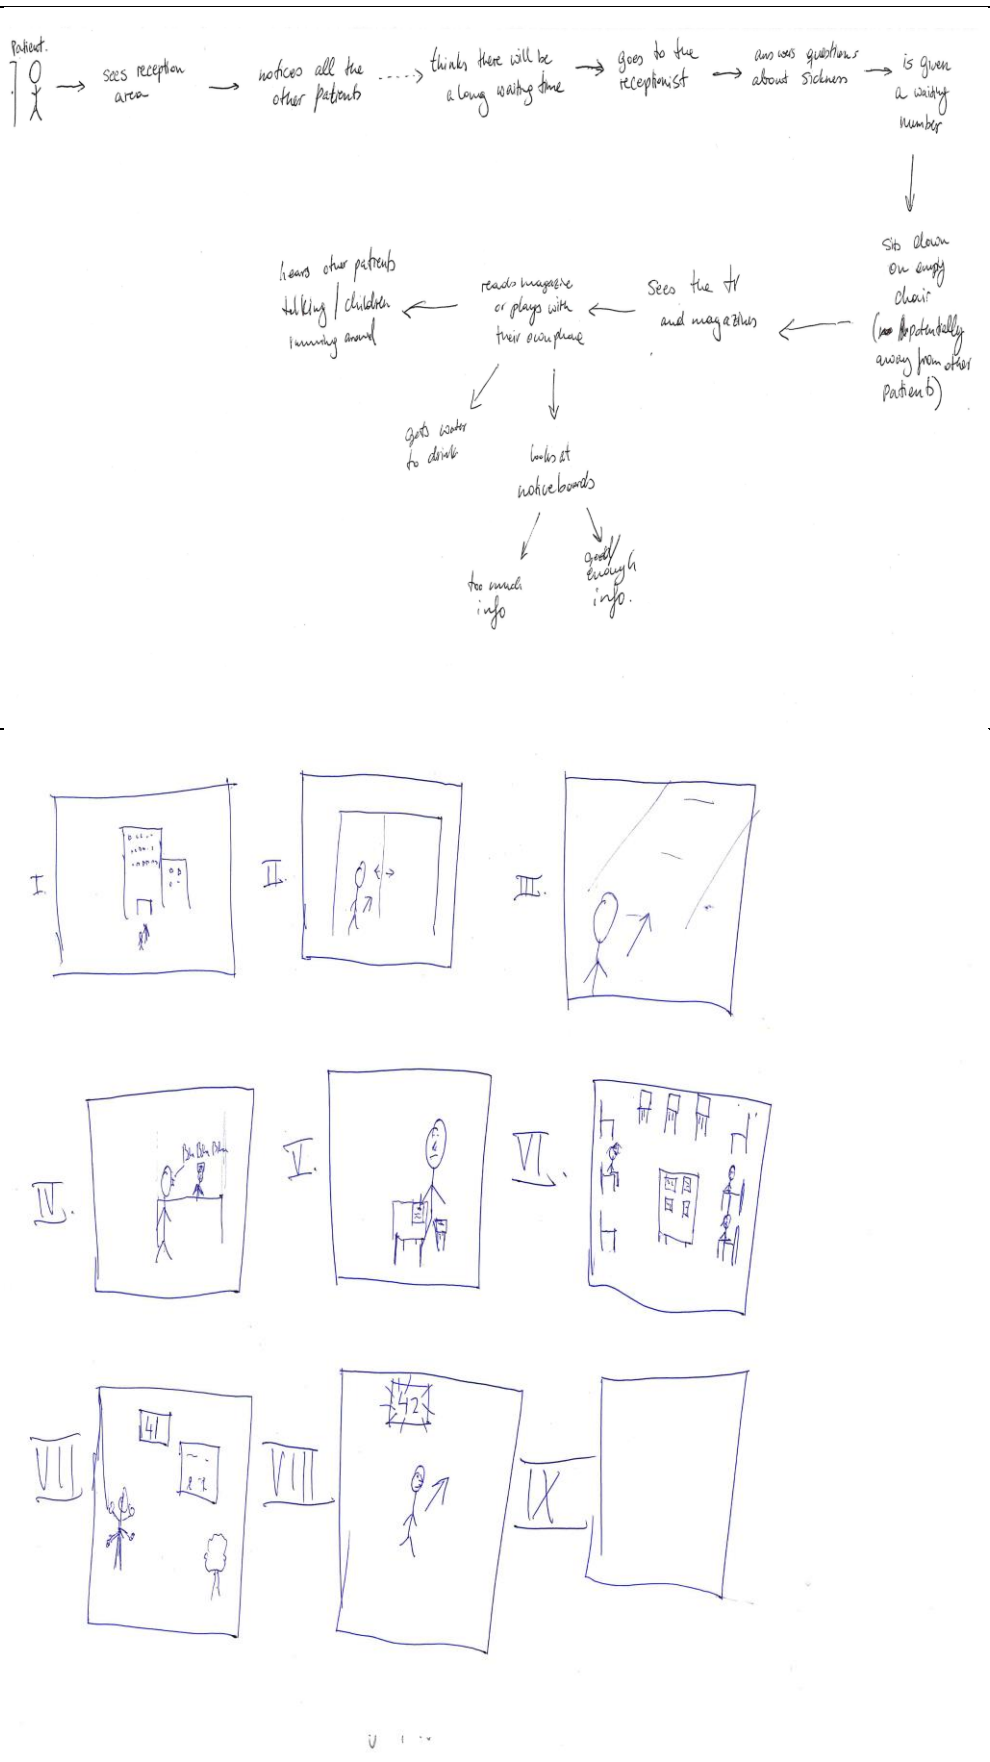 Patient.
sees reception
area
notices all the
other patients
thinks there will be
a long waiting time
goes to the
receptionist
answers questions
about sickness
is given
a waiting
number
sits down
on empty
chair
(potentially
away from other
patients)
sees the tv
and magazines
reads magazine
or plays with
their own phone
hears other patients
talking / children
running around
gets water
to drink
looks at
noticeboards
too much
info
good/
enough
info.
I.
II.
III.
IV.
Bla Bla Bla
V.
VI.
VII
41
VIII
42
IX